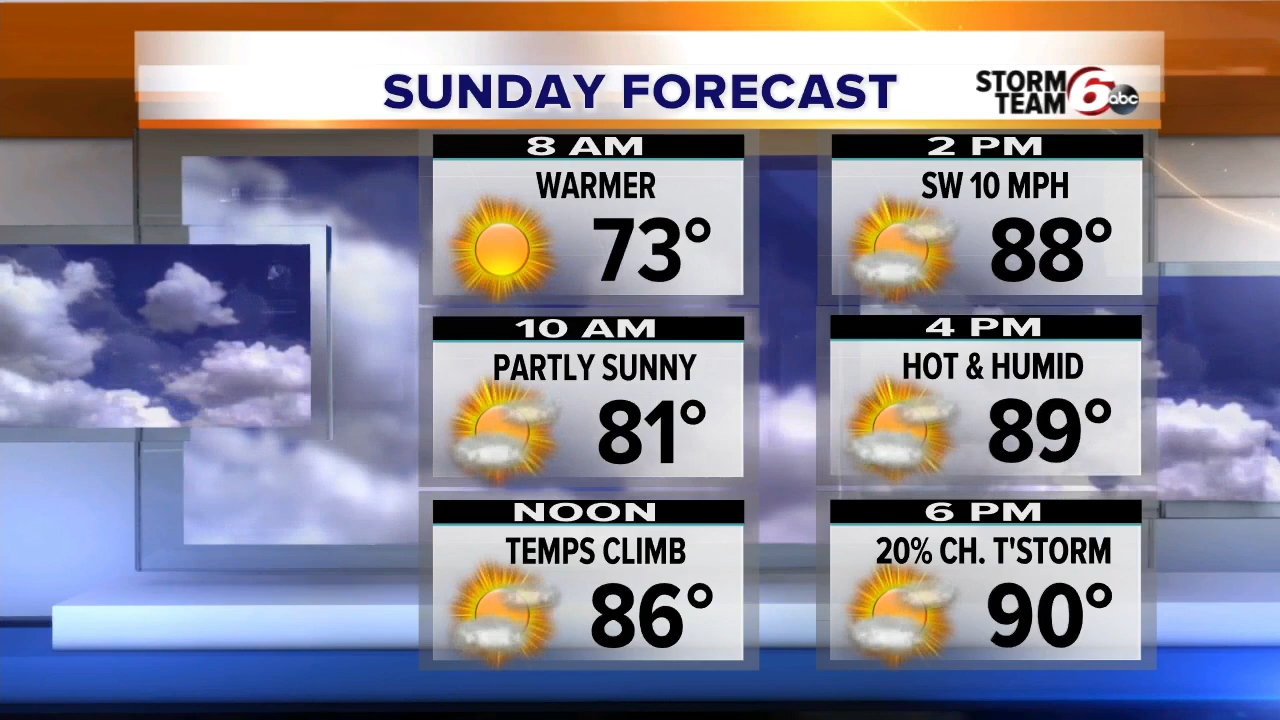 SUNDAY FORECAST
STORM
TEAM
6
abc
8 AM
WARMER
73°
10 AM
PARTLY SUNNY
81°
NOON
TEMPS CLIMB
86°
2 PM
SW 10 MPH
88°
4 PM
HOT & HUMID
89°
6 PM
20% CH. T'STORM
90°